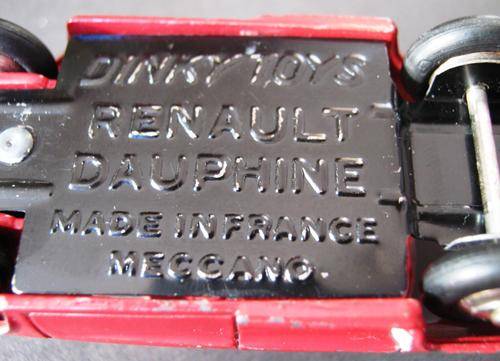 DINKY TOYS
RENAULT
DAUPHINE
MADE IN FRANCE
MECCANO.